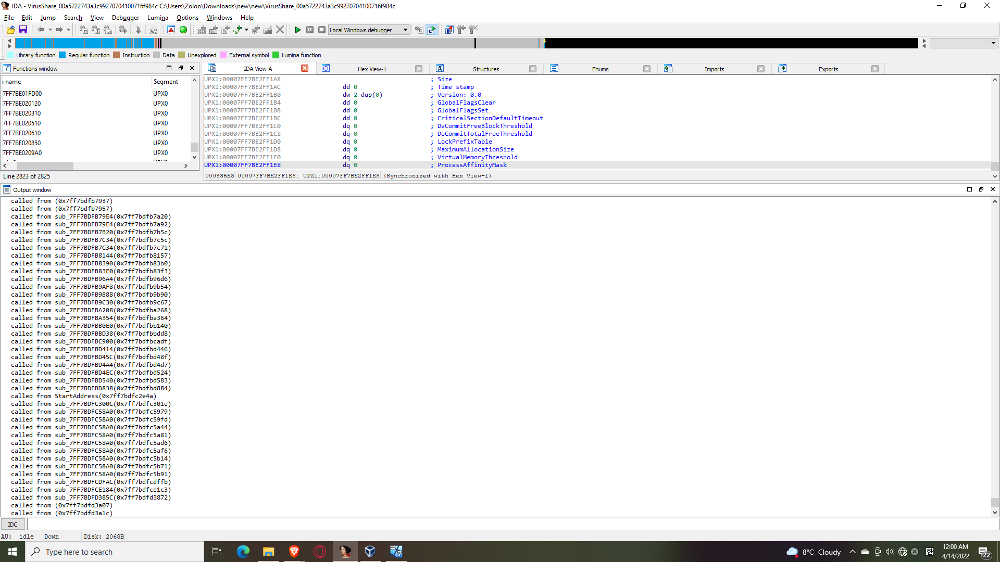 IDA - VirusShare_00a5722743a3c99270704100716f984c C:\Users\Zoloo\Downloads\new\new\VirusShare_00a5722743a3c99270704100716f984c
File Edit Jump Search View Debugger Lumina Options Windows Help
Local Windows debugger
Library function Regular function Instruction Data Unexplored External symbol Lumina function
Functions window
IDA View-A Hex View-1 Structures Enums Imports Exports
name Segment
7FF7BE01FD00 UPX0
7FF7BE020120 UPX0
7FF7BE020310 UPX0
7FF7BE020510 UPX0
7FF7BE020610 UPX0
7FF7BE020850 UPX0
7FF7BE0209A0 UPX0
Line 2823 of 2825
UPX1:00007FF7BE2FF1A8 ; Size
UPX1:00007FF7BE2FF1AC dd 0 ; Time stamp
UPX1:00007FF7BE2FF1B0 dw 2 dup(0) ; Version: 0.0
UPX1:00007FF7BE2FF1B4 dd 0 ; GlobalFlagsClear
UPX1:00007FF7BE2FF1B8 dd 0 ; GlobalFlagsSet
UPX1:00007FF7BE2FF1BC dd 0 ; CriticalSectionDefaultTimeout
UPX1:00007FF7BE2FF1C0 dq 0 ; DeCommitFreeBlockThreshold
UPX1:00007FF7BE2FF1C8 dq 0 ; DeCommitTotalFreeThreshold
UPX1:00007FF7BE2FF1D0 dq 0 ; LockPrefixTable
UPX1:00007FF7BE2FF1D8 dq 0 ; MaximumAllocationSize
UPX1:00007FF7BE2FF1E0 dq 0 ; VirtualMemoryThreshold
UPX1:00007FF7BE2FF1E8 dq 0 ; ProcessAffinityMask
000835E8 00007FF7BE2FF1E8: UPX1:00007FF7BE2FF1E8 (Synchronized with Hex View-1)
Output window
called from (0x7ff7bdfb7937)
called from (0x7ff7bdfb7957)
called from sub_7FF7BDFB79E4(0x7ff7bdfb7a20)
called from sub_7FF7BDFB79E4(0x7ff7bdfb7a92)
called from sub_7FF7BDFB7B20(0x7ff7bdfb7b5c)
called from sub_7FF7BDFB7C34(0x7ff7bdfb7c5c)
called from sub_7FF7BDFB7C34(0x7ff7bdfb7c71)
called from sub_7FF7BDFB8144(0x7ff7bdfb8157)
called from sub_7FF7BDFB8390(0x7ff7bdfb83b0)
called from sub_7FF7BDFB83E0(0x7ff7bdfb83f3)
called from sub_7FF7BDFB96A4(0x7ff7bdfb96d6)
called from sub_7FF7BDFB9AF8(0x7ff7bdfb9b54)
called from sub_7FF7BDFB9B88(0x7ff7bdfb9b90)
called from sub_7FF7BDFB9C30(0x7ff7bdfb9c67)
called from sub_7FF7BDFBA208(0x7ff7bdfba268)
called from sub_7FF7BDFBA354(0x7ff7bdfba364)
called from sub_7FF7BDFBB0E0(0x7ff7bdfbb140)
called from sub_7FF7BDFBBD38(0x7ff7bdfbbdd8)
called from sub_7FF7BDFBC900(0x7ff7bdfbcadf)
called from sub_7FF7BDFBD414(0x7ff7bdfbd446)
called from sub_7FF7BDFBD45C(0x7ff7bdfbd48f)
called from sub_7FF7BDFBD4A4(0x7ff7bdfbd4d7)
called from sub_7FF7BDFBD4EC(0x7ff7bdfbd524)
called from sub_7FF7BDFBD540(0x7ff7bdfbd583)
called from sub_7FF7BDFBD838(0x7ff7bdfbd884)
called from StartAddress(0x7ff7bdfc2e4a)
called from sub_7FF7BDFC300C(0x7ff7bdfc301e)
called from sub_7FF7BDFC58A0(0x7ff7bdfc5979)
called from sub_7FF7BDFC58A0(0x7ff7bdfc59fd)
called from sub_7FF7BDFC58A0(0x7ff7bdfc5a44)
called from sub_7FF7BDFC58A0(0x7ff7bdfc5a81)
called from sub_7FF7BDFC58A0(0x7ff7bdfc5ad6)
called from sub_7FF7BDFC58A0(0x7ff7bdfc5af6)
called from sub_7FF7BDFC58A0(0x7ff7bdfc5b14)
called from sub_7FF7BDFC58A0(0x7ff7bdfc5b71)
called from sub_7FF7BDFC58A0(0x7ff7bdfc5b91)
called from sub_7FF7BDFCDFAC(0x7ff7bdfcdffb)
called from sub_7FF7BDFCE184(0x7ff7bdfce1c3)
called from sub_7FF7BDFD385C(0x7ff7bdfd3872)
called from (0x7ff7bdfd3a07)
called from (0x7ff7bdfd3a1c)
IDC
AU: idle Down Disk: 206GB
Type here to search
8°C Cloudy
12:00 AM
4/14/2022
22